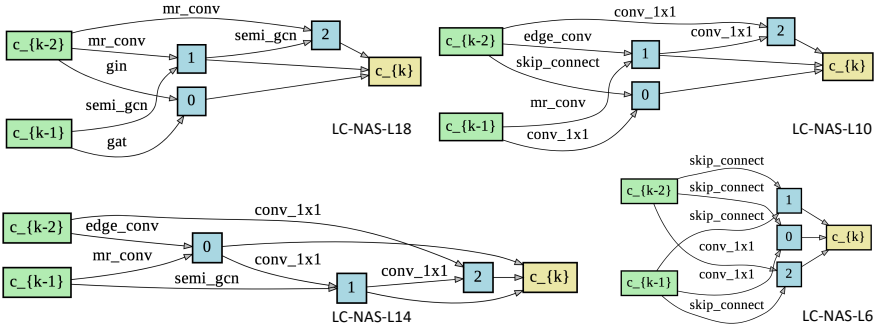 mr_conv
c_{k-2}
mr_conv
semi_gcn
2
gin
1
c_{k}
semi_gcn
0
c_{k-1}
gat
LC-NAS-L18
conv_1x1
c_{k-2}
edge_conv
conv_1x1
2
skip_connect
1
c_{k}
mr_conv
0
c_{k-1}
conv_1x1
LC-NAS-L10
c_{k-2}
conv_1x1
edge_conv
0
mr_conv
conv_1x1
c_{k-1}
semi_gcn
conv_1x1
1
2
c_{k}
LC-NAS-L14
skip_connect
c_{k-2}
skip_connect
1
skip_connect
0
c_{k}
conv_1x1
conv_1x1
2
c_{k-1}
skip_connect
LC-NAS-L6